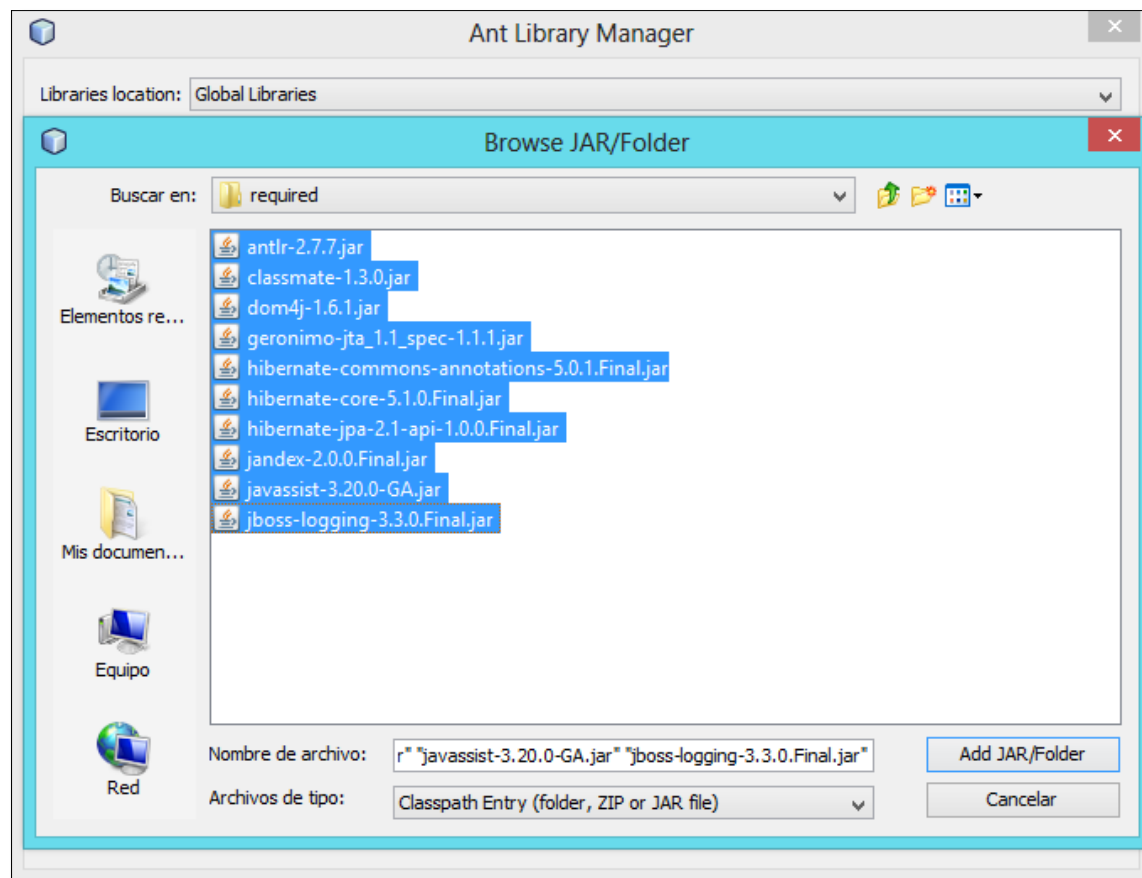 Ant Library Manager
Libraries location: Global Libraries
Browse JAR/Folder
Buscar en: required
antlr-2.7.7.jar
classmate-1.3.0.jar
dom4j-1.6.1.jar
geronimo-jta_1.1_spec-1.1.1.jar
hibernate-commons-annotations-5.0.1.Final.jar
hibernate-core-5.1.0.Final.jar
hibernate-jpa-2.1-api-1.0.0.Final.jar
jandex-2.0.0.Final.jar
javassist-3.20.0-GA.jar
jboss-logging-3.3.0.Final.jar
Elementos re...
Escritorio
Mis documen...
Equipo
Red
Nombre de archivo: r" "javassist-3.20.0-GA.jar" "jboss-logging-3.3.0.Final.jar" Add JAR/Folder
Archivos de tipo: Classpath Entry (folder, ZIP or JAR file) Cancelar